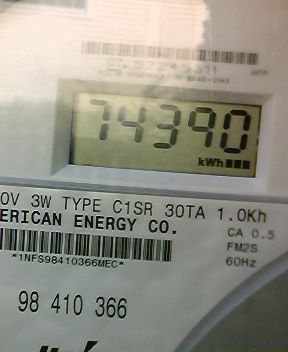 74390
kWh
0V 3W TYPE C1SR 30TA 1.0Kh
ERICAN ENERGY CO.
CA 0.5
FM2S
*1NFS98410366MEC*
60Hz
98 410 366